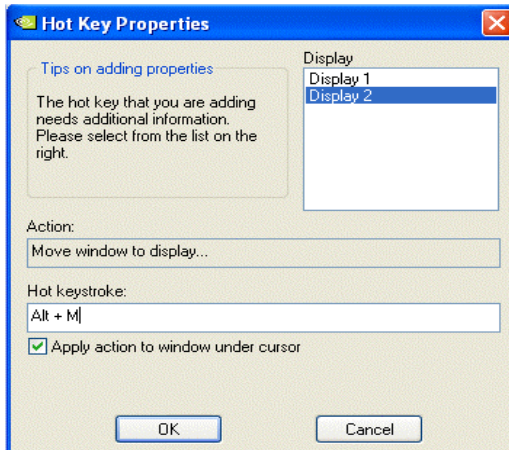 Hot Key Properties
Tips on adding properties
The hot key that you are adding
needs additional information.
Please select from the list on the
right.
Display
Display 1
Display 2
Action:
Move window to display...
Hot keystroke:
Alt + M
Apply action to window under cursor
OK
Cancel